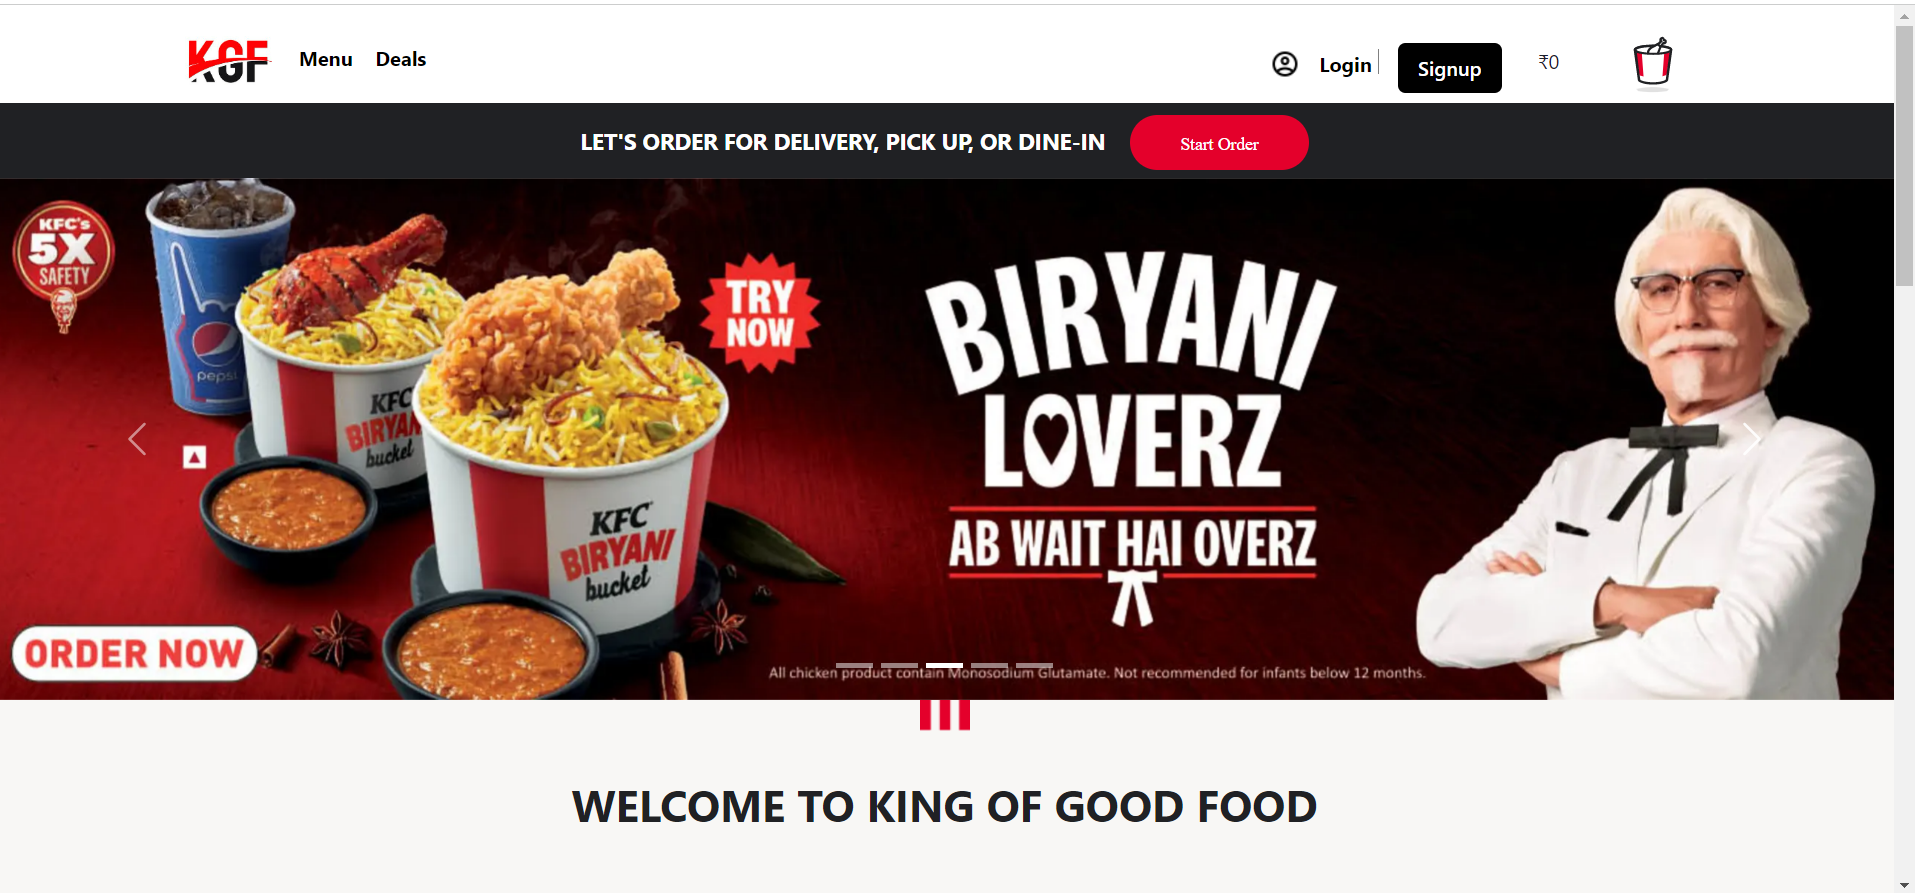 KGF
Menu
Deals
Login
Signup
₹0
LET'S ORDER FOR DELIVERY, PICK UP, OR DINE-IN
Start Order
KFC's
5X
SAFETY
pepsi
KFC
BIRYAN
bucket
KFC
BIRYANI
bucket
TRY
NOW
BIRYANI
LOVERZ
AB WAIT HAI OVERZ
ORDER NOW
All chicken product contain Monosodium Glutamate. Not recommended for infants below 12 months.
WELCOME TO KING OF GOOD FOOD